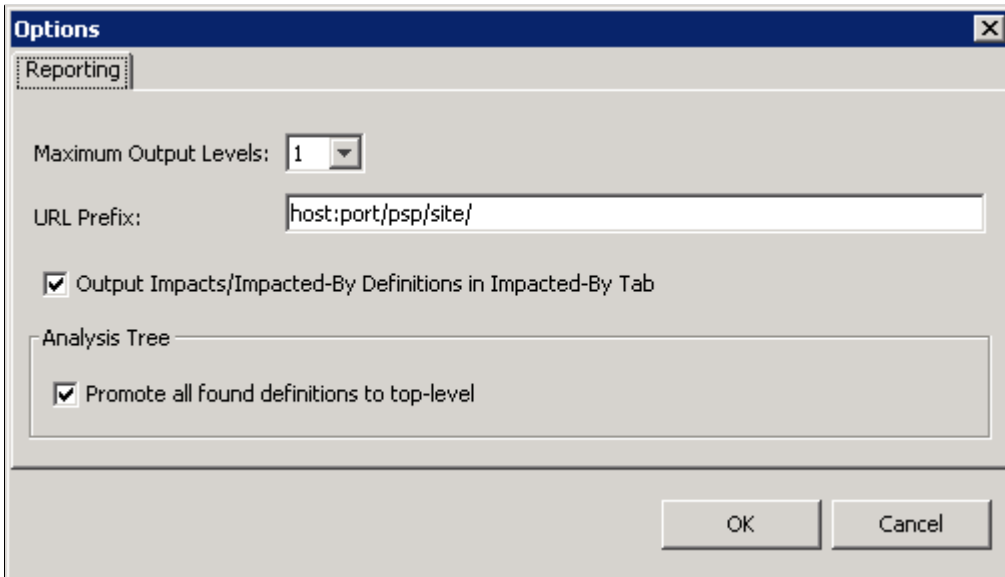 Options
Reporting
Maximum Output Levels: 1
URL Prefix: host:port/psp/site/
Output Impacts/Impacted-By Definitions in Impacted-By Tab
Analysis Tree
Promote all found definitions to top-level
OK Cancel